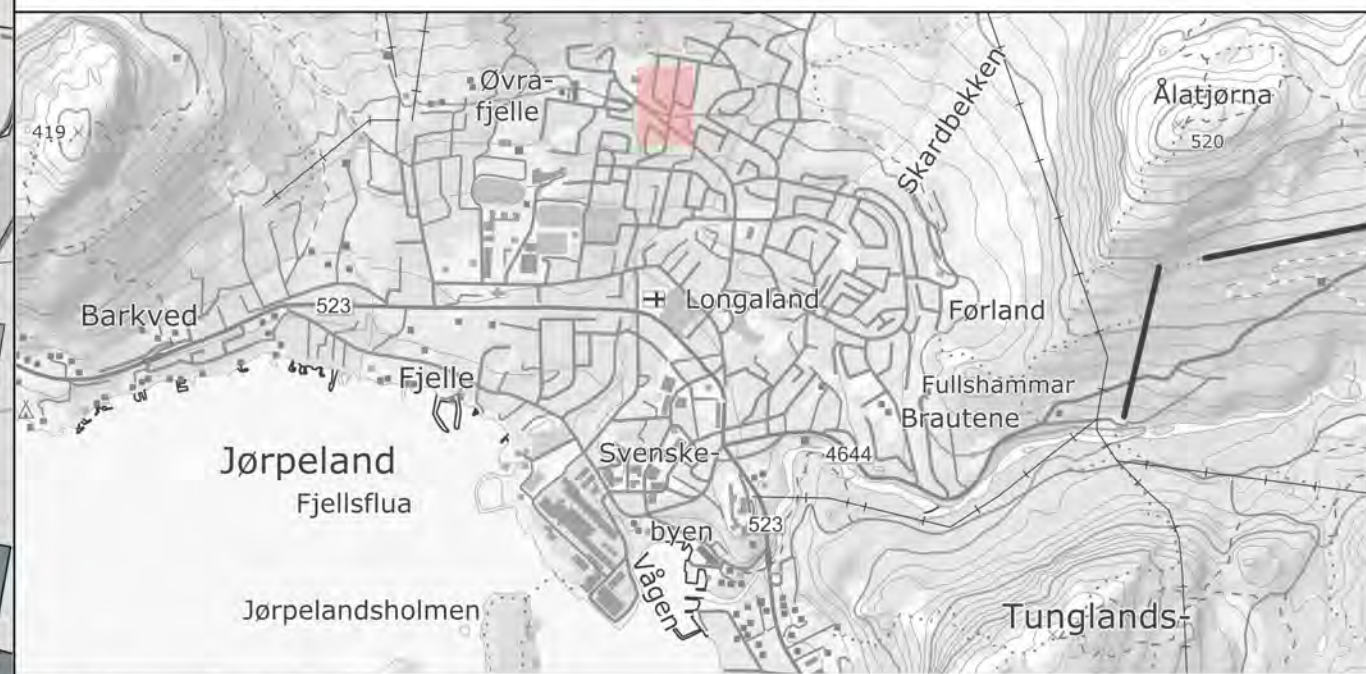 Øvra-
fjelle
Ålatjørna
520
419
Skardbekken
Barkved
523
Longaland
Førland
Fjelle
Fullshammar
Brautene
Jørpeland
Svenske-
4644
Fjellsflua
byen
523
Vågen
Jørpelandsholmen
Tunglands-